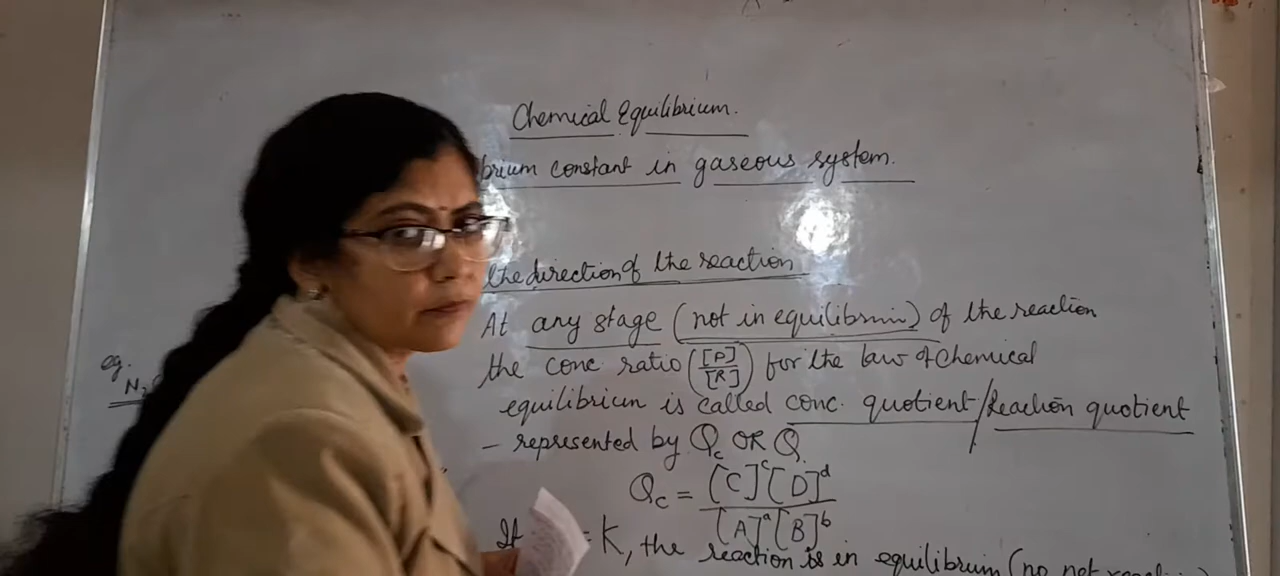 Chemical Equilibrium.
brium constant in gaseous system.
the direction of the reaction
At any stage (not in equilibrium) of the reaction
eg.
the conc ratio ([P]/[R]) for the law of Chemical
N₂
equilibrium is called conc. quotient/Reaction quotient
– represented by Qc OR Q
Qc = [C]^c [D]^d / [A]^a [B]^b
If = K, the reaction is in equilibrium (no net